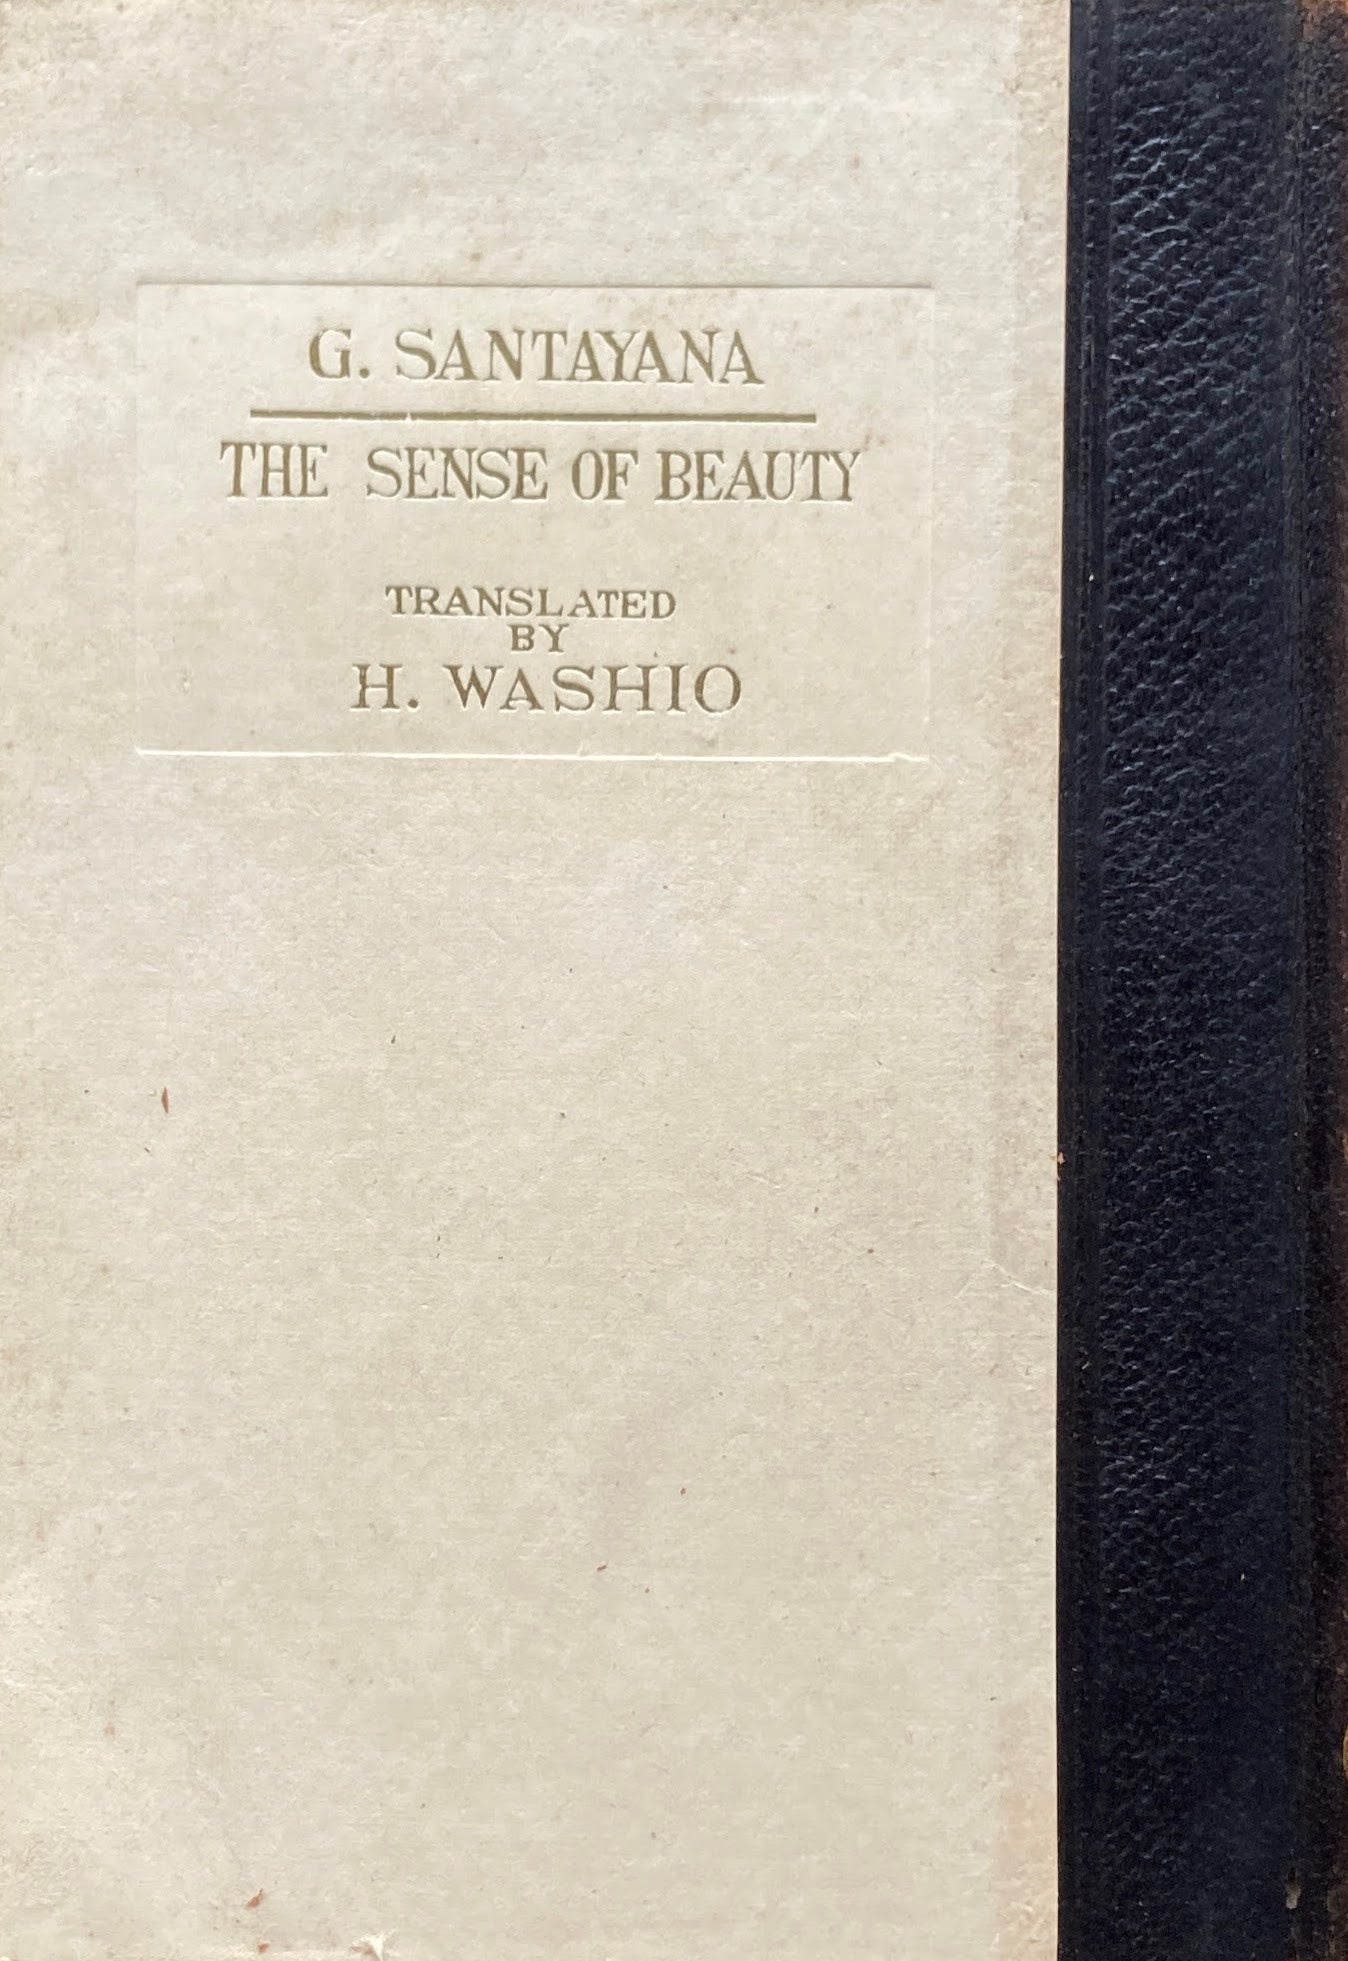 G. SANTAYANA
THE SENSE OF BEAUTY
TRANSLATED
BY
H. WASHIO